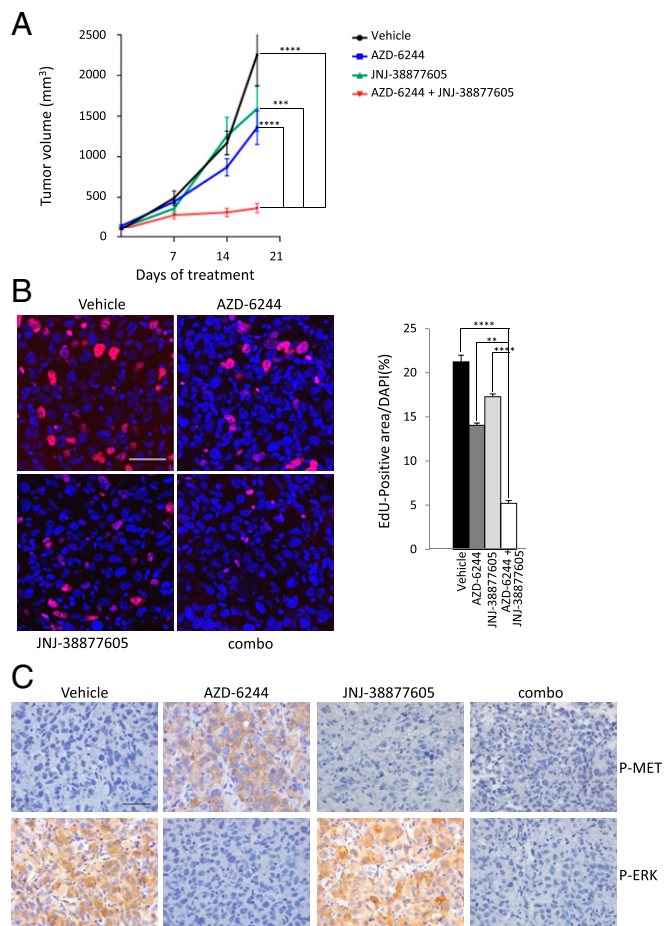 A
Tumor volume (mm³)
2500
2000
1500
1000
500
0
7
14
21
Days of treatment
****
***
****
Vehicle
AZD-6244
JNJ-38877605
AZD-6244 + JNJ-38877605
B
Vehicle
AZD-6244
JNJ-38877605
combo
EdU-Positive area/DAPI(%)
25
20
15
10
5
0
****
**
****
Vehicle
AZD-6244
JNJ-38877605
AZD-6244 +
JNJ-38877605
C
Vehicle
AZD-6244
JNJ-38877605
combo
P-MET
P-ERK